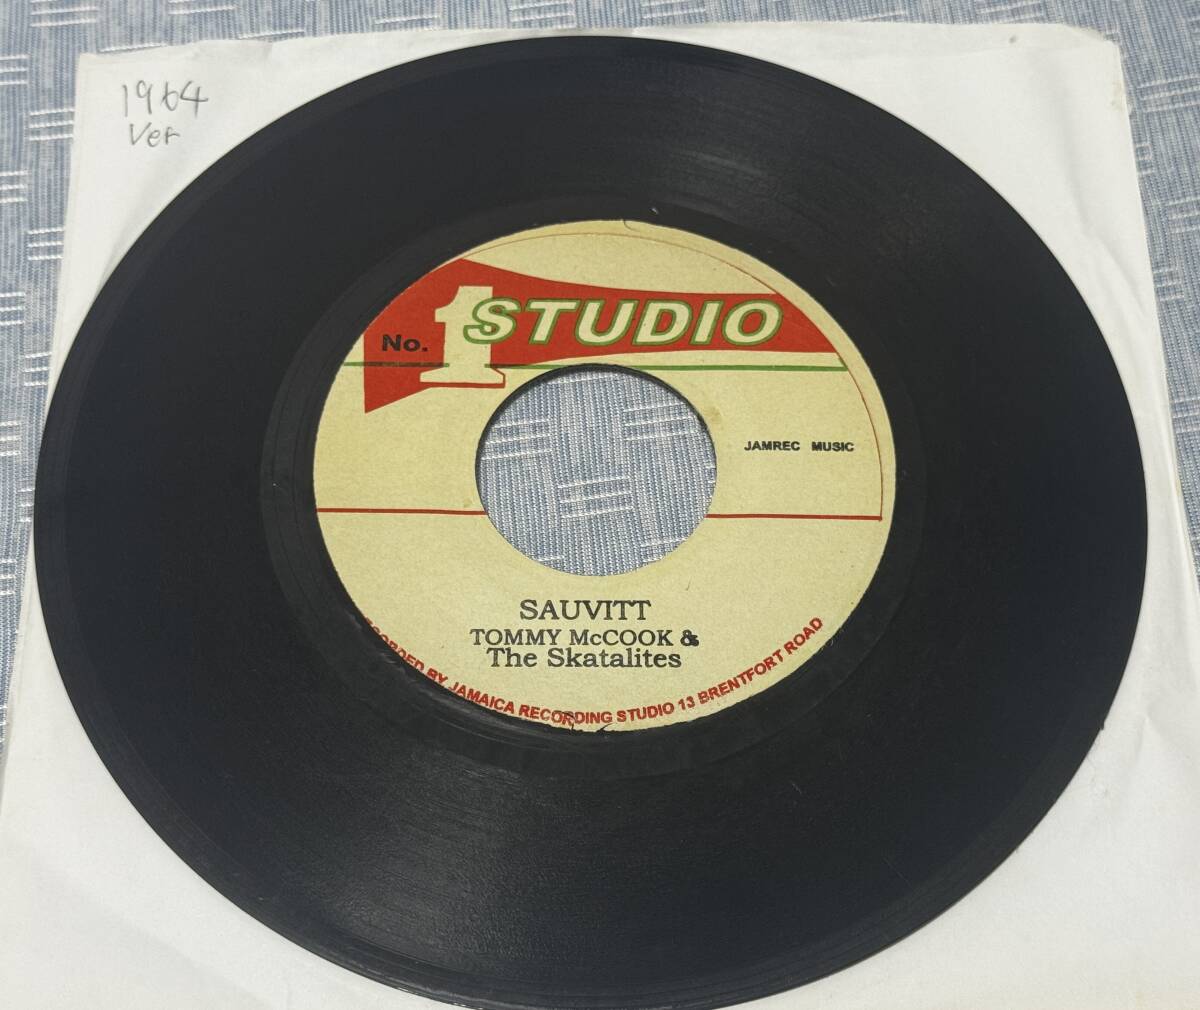 1964
Ver
No. 1 STUDIO
JAMREC MUSIC
SAUVITT
TOMMY McCOOK &
The Skatalites
BY JAMAICA RECORDING STUDIO 13 BRENTFORT ROAD